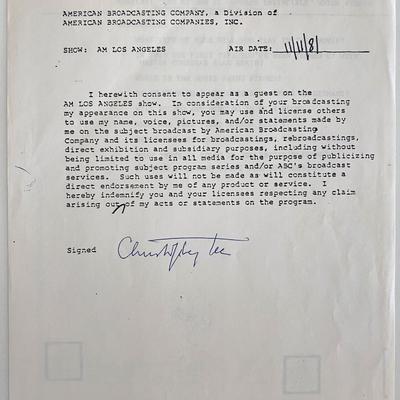 AMERICAN BROADCASTING COMPANY, a Division of
AMERICAN BROADCASTING COMPANIES, INC.
SHOW: AM LOS ANGELES AIR DATE: 11/11/81
I herewith consent to appear as a guest on the
AM LOS ANGELES show. In consideration of your broadcasting
my appearance on this show, you may use and license others
to use my name, voice, pictures, and/or statements made by
me on the subject broadcast by American Broadcasting
Company and its licensees for broadcastings, rebroadcastings,
direct exhibition and subsidiary purposes, including without
being limited to use in all media for the purpose of publicizing
and promoting subject program series and/or ABC's broadcast
services. Such uses will not be made as will constitute a
direct endorsement by me of any product or service. I
hereby indemnify you and your licensees respecting any claim
arising out of my acts or statements on the program.
Signed Christopher Lee